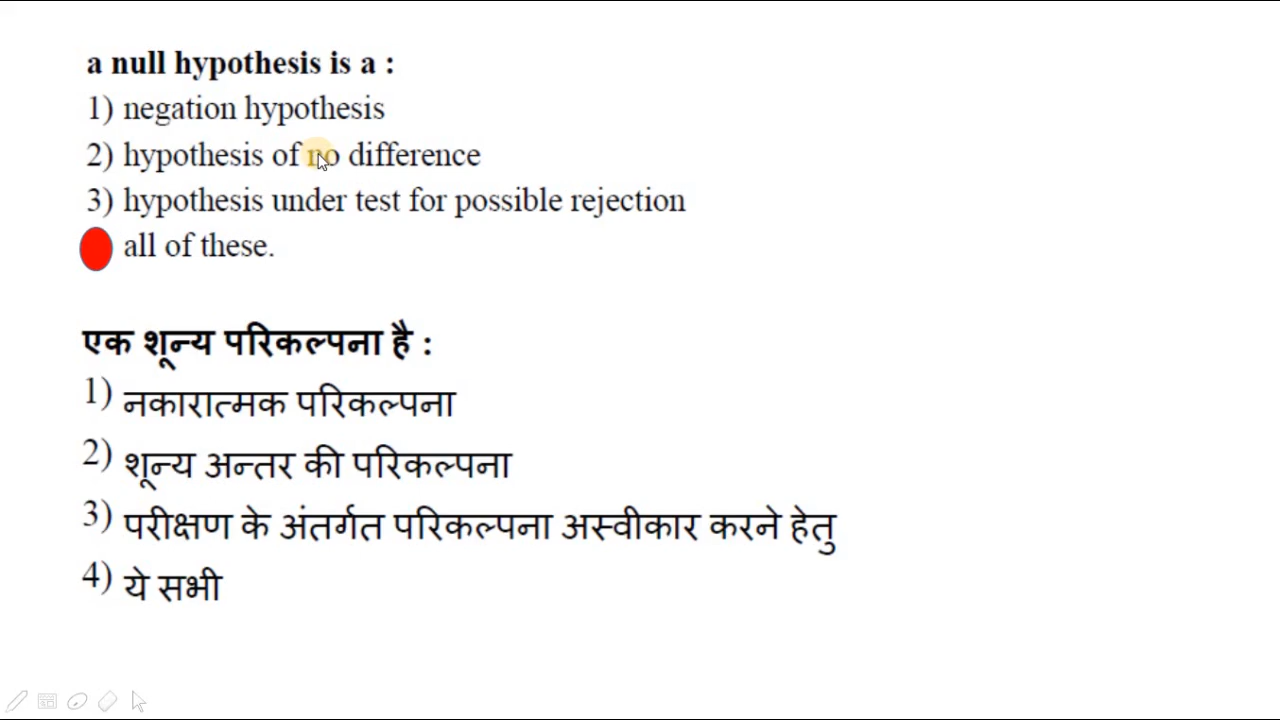 a null hypothesis is a :
1) negation hypothesis
2) hypothesis of no difference
3) hypothesis under test for possible rejection
all of these.
एक शून्य परिकल्पना है :
1) नकारात्मक परिकल्पना
2) शून्य अन्तर की परिकल्पना
3) परीक्षण के अंतर्गत परिकल्पना अस्वीकार करने हेतु
4) ये सभी